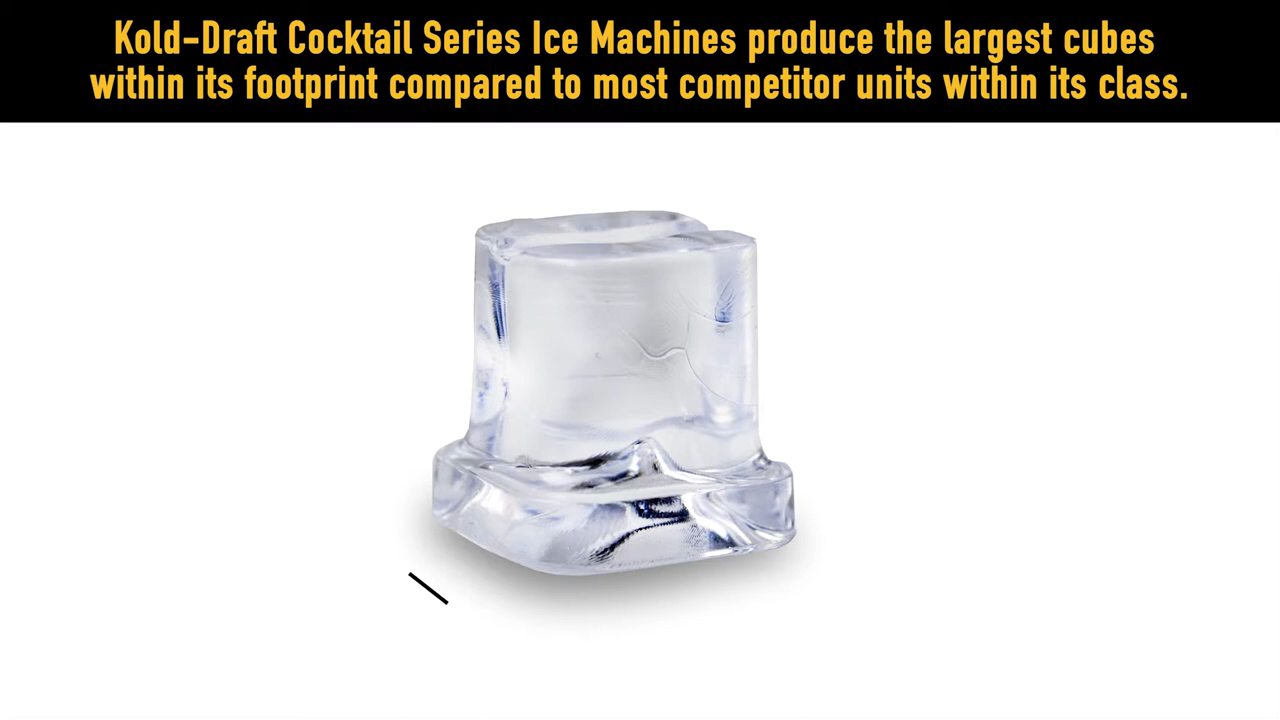 Kold-Draft Cocktail Series Ice Machines produce the largest cubes
within its footprint compared to most competitor units within its class.